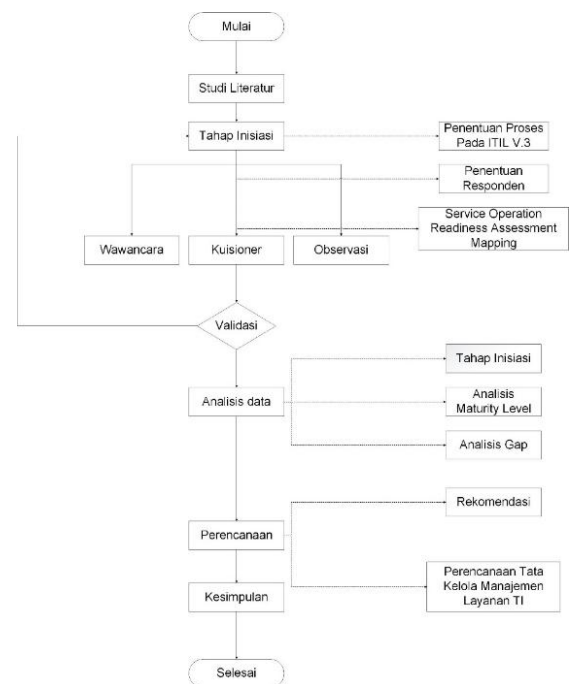 Mulai
Studi Literatur
Tahap Inisiasi
Penentuan Proses
Pada ITIL V.3
Penentuan
Responden
Wawancara
Kuisioner
Observasi
Service Operation
Readiness Assessment
Mapping
Validasi
Tahap Inisiasi
Analisis data
Analisis
Maturity Level
Analisis Gap
Rekomendasi
Perencanaan
Perencanaan Tata
Kelola Manajemen
Layanan TI
Kesimpulan
Selesai